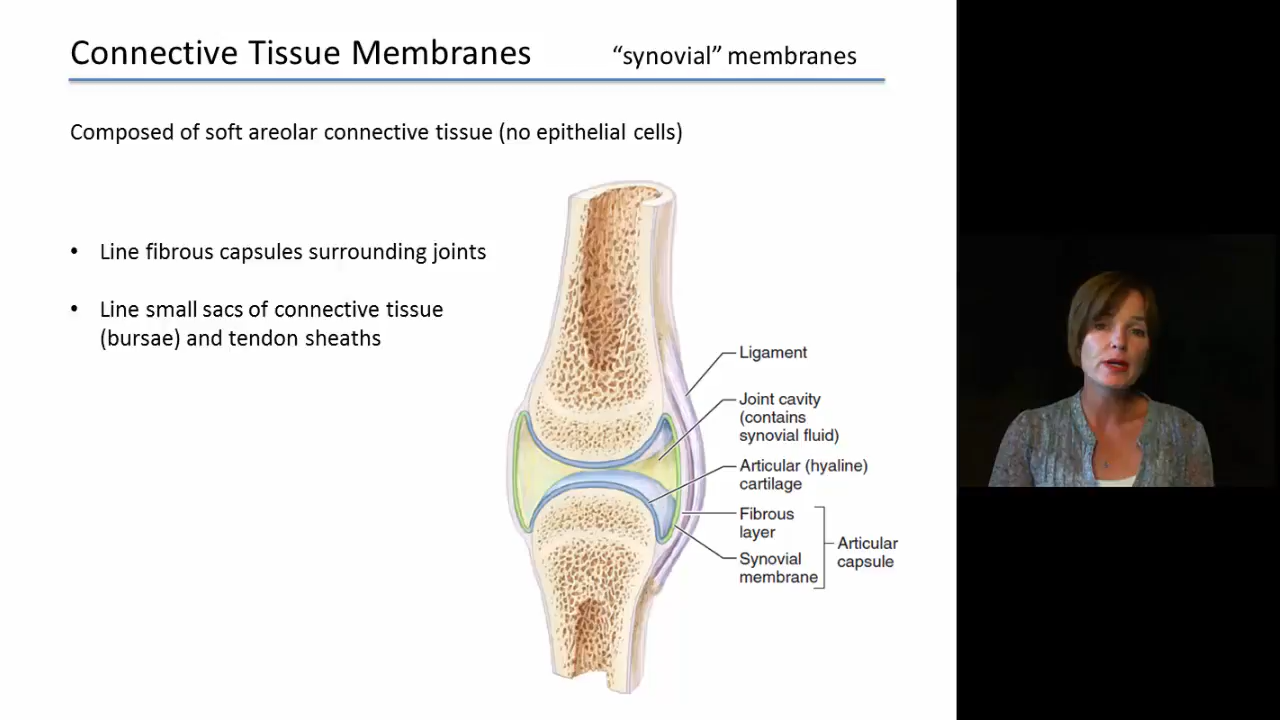 Connective Tissue Membranes
“synovial” membranes
Composed of soft areolar connective tissue (no epithelial cells)
• Line fibrous capsules surrounding joints
• Line small sacs of connective tissue
(bursae) and tendon sheaths
Ligament
Joint cavity
(contains
synovial fluid)
Articular (hyaline)
cartilage
Fibrous
layer
Synovial
membrane
Articular
capsule